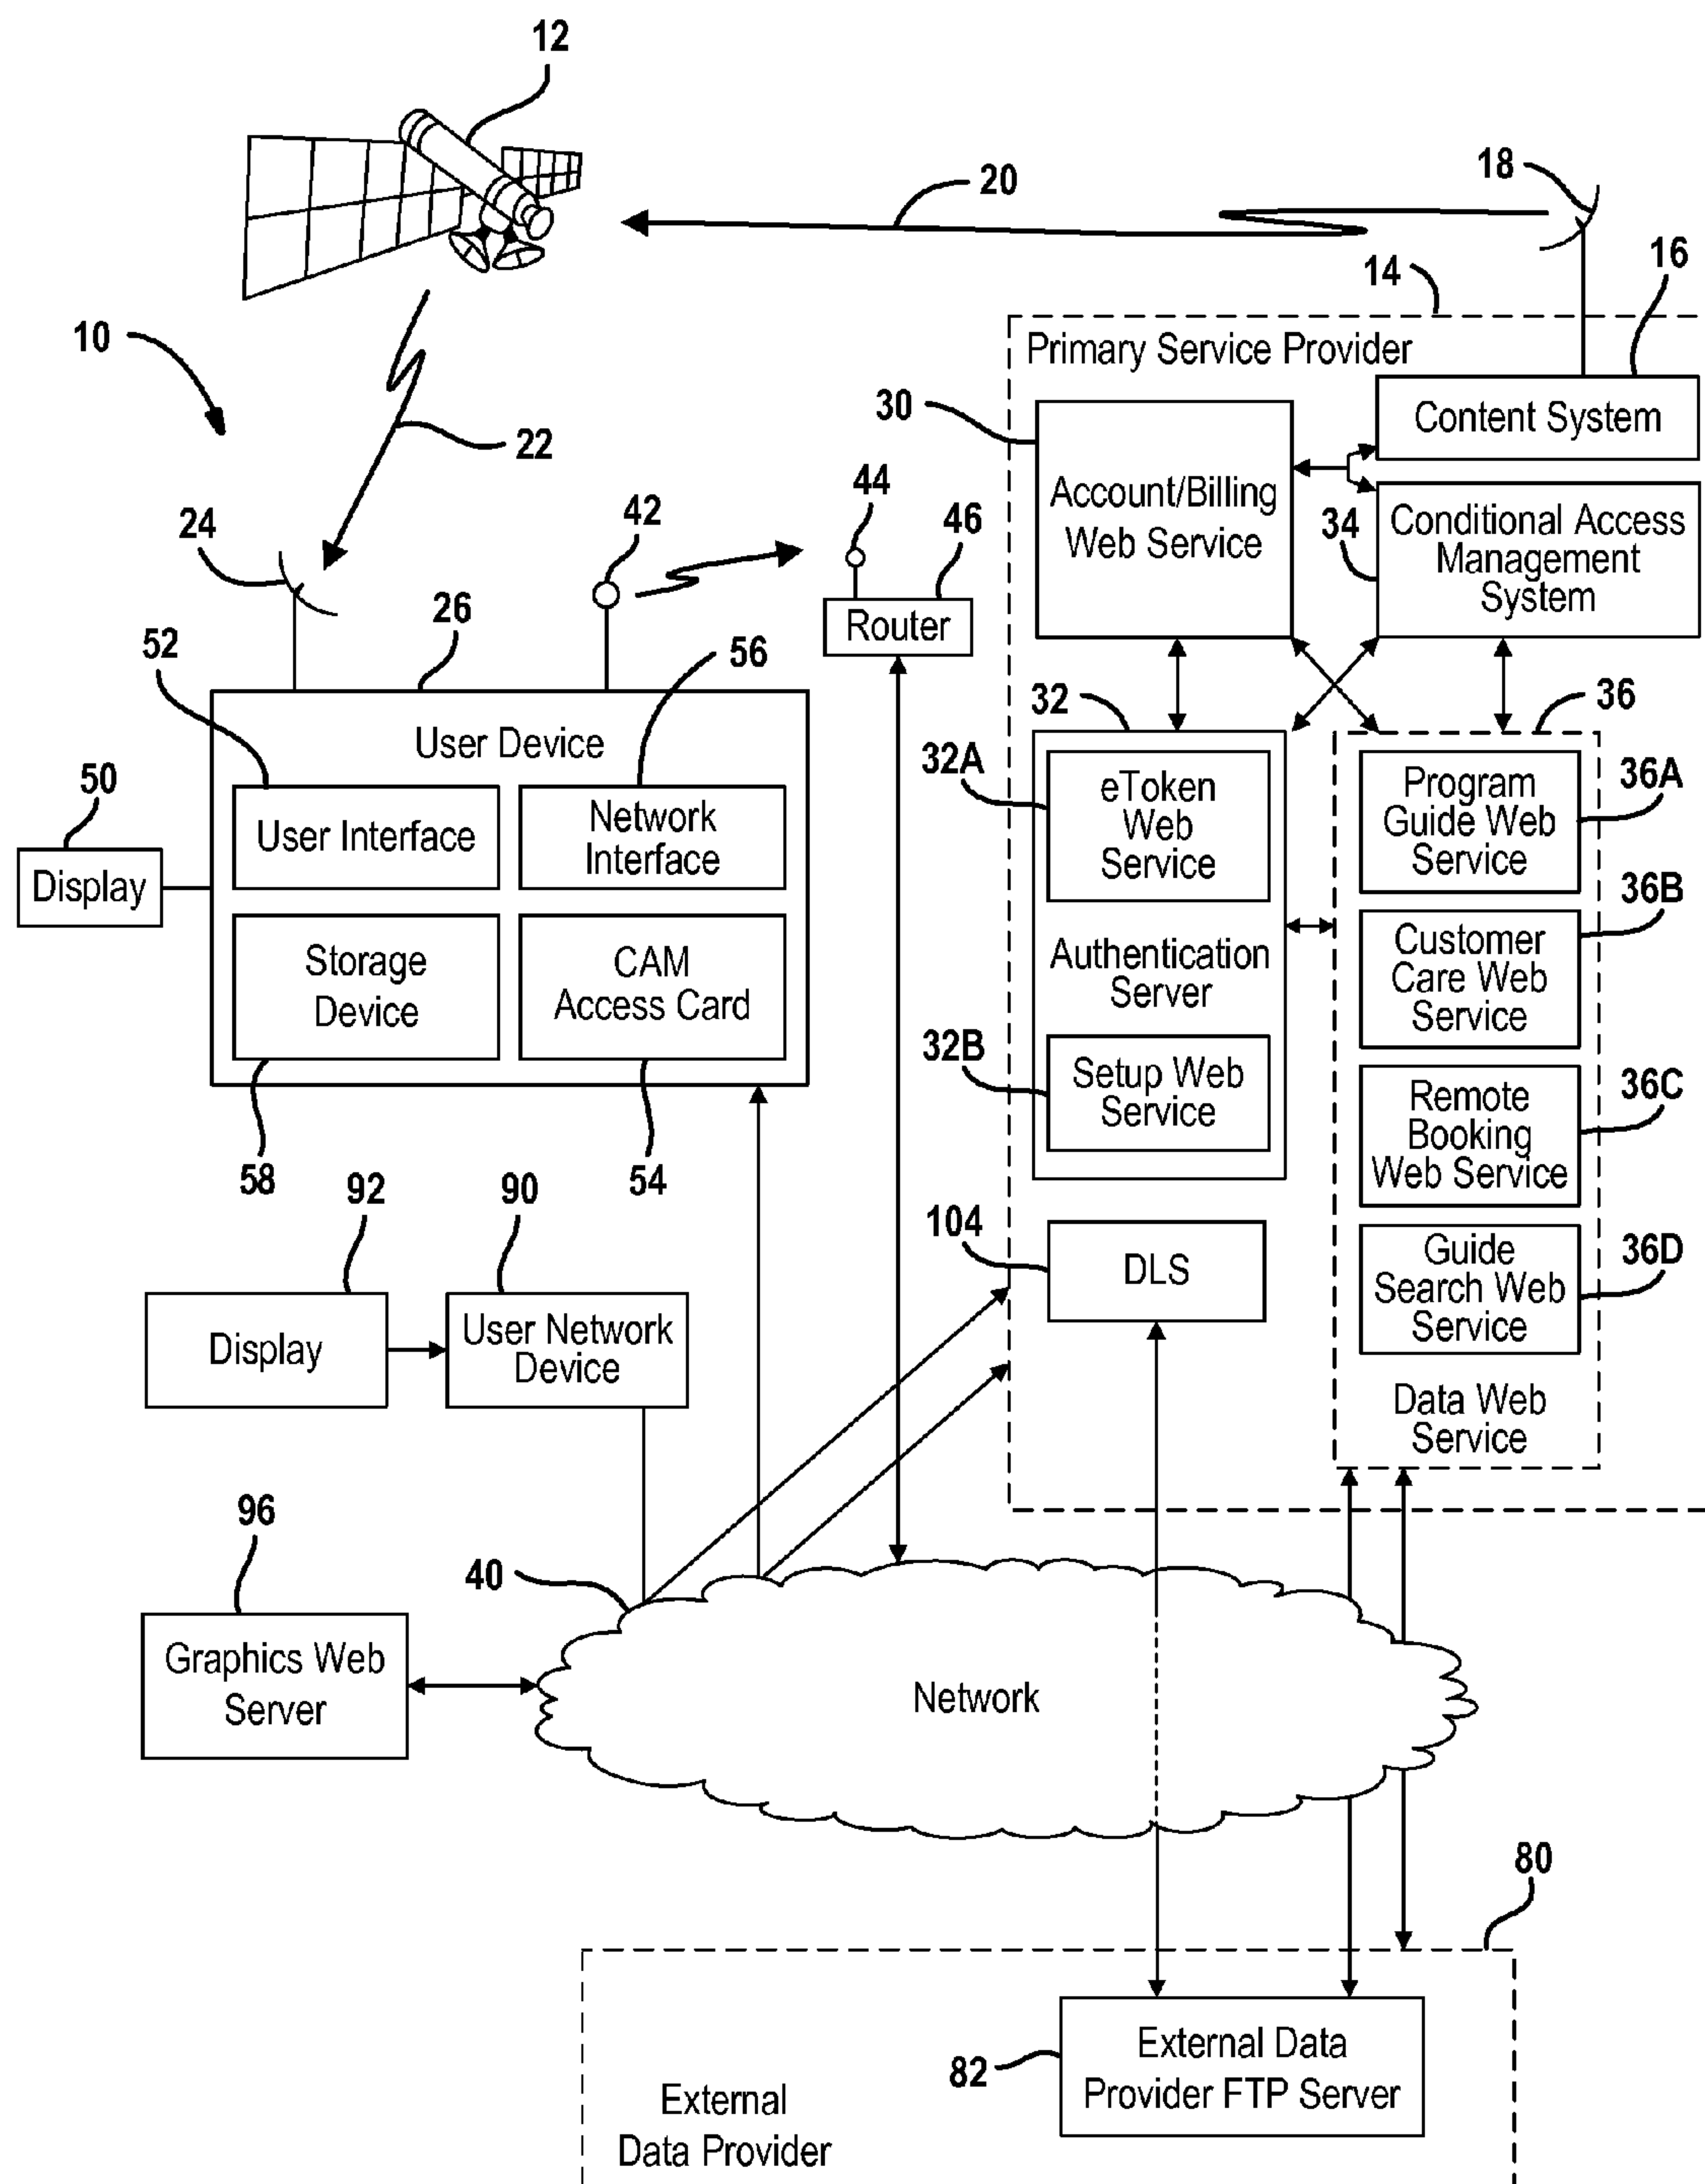 12
20
18
16
14
10
Primary Service Provider
30
Content System
22
44
42
46
24
Account/Billing
Web Service
34
Conditional Access
Management
System
26
52
56
Router
32
36
User Device
50
32A
eToken
Web
Service
Program
Guide Web
Service
36A
User Interface
Network
Interface
Display
36B
Storage
Device
CAM
Access Card
Authentication
Server
Customer
Care Web
Service
32B
Setup Web
Service
Remote
Booking
Web Service
36C
58
54
92
90
104
DLS
Guide
Search Web
Service
36D
Display
User Network
Device
Data Web
Service
96
40
Graphics Web
Server
Network
80
82
External Data
Provider FTP Server
External
Data Provider